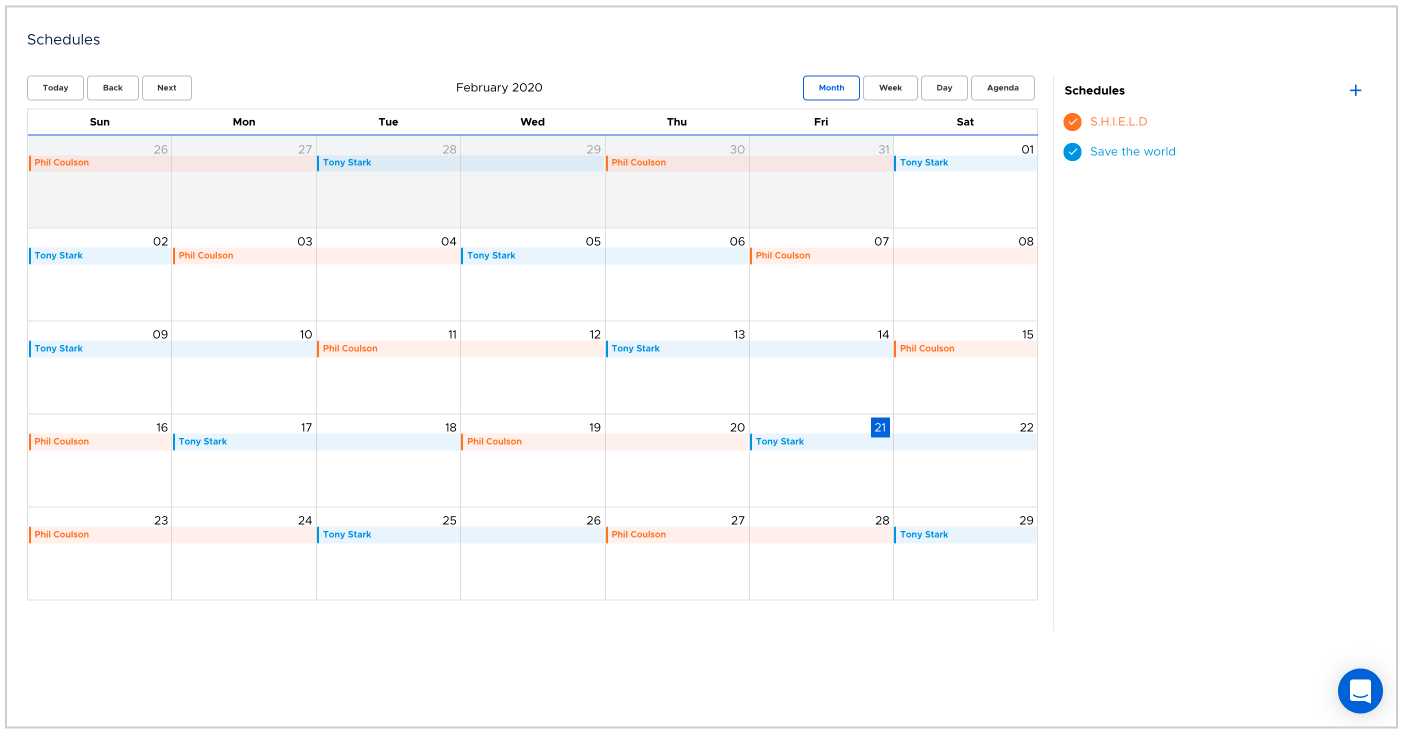 Schedules
Today Back Next February 2020 Month Week Day Agenda
Schedules
S.H.I.E.L.D
Save the world
Sun Mon Tue Wed Thu Fri Sat
26 27 28 29 30 31 01
Phil Coulson Tony Stark Phil Coulson Tony Stark
02 03 04 05 06 07 08
Tony Stark Phil Coulson Tony Stark Phil Coulson
09 10 11 12 13 14 15
Tony Stark Phil Coulson Tony Stark Phil Coulson
16 17 18 19 20 21 22
Phil Coulson Tony Stark Phil Coulson Tony Stark
23 24 25 26 27 28 29
Phil Coulson Tony Stark Phil Coulson Tony Stark